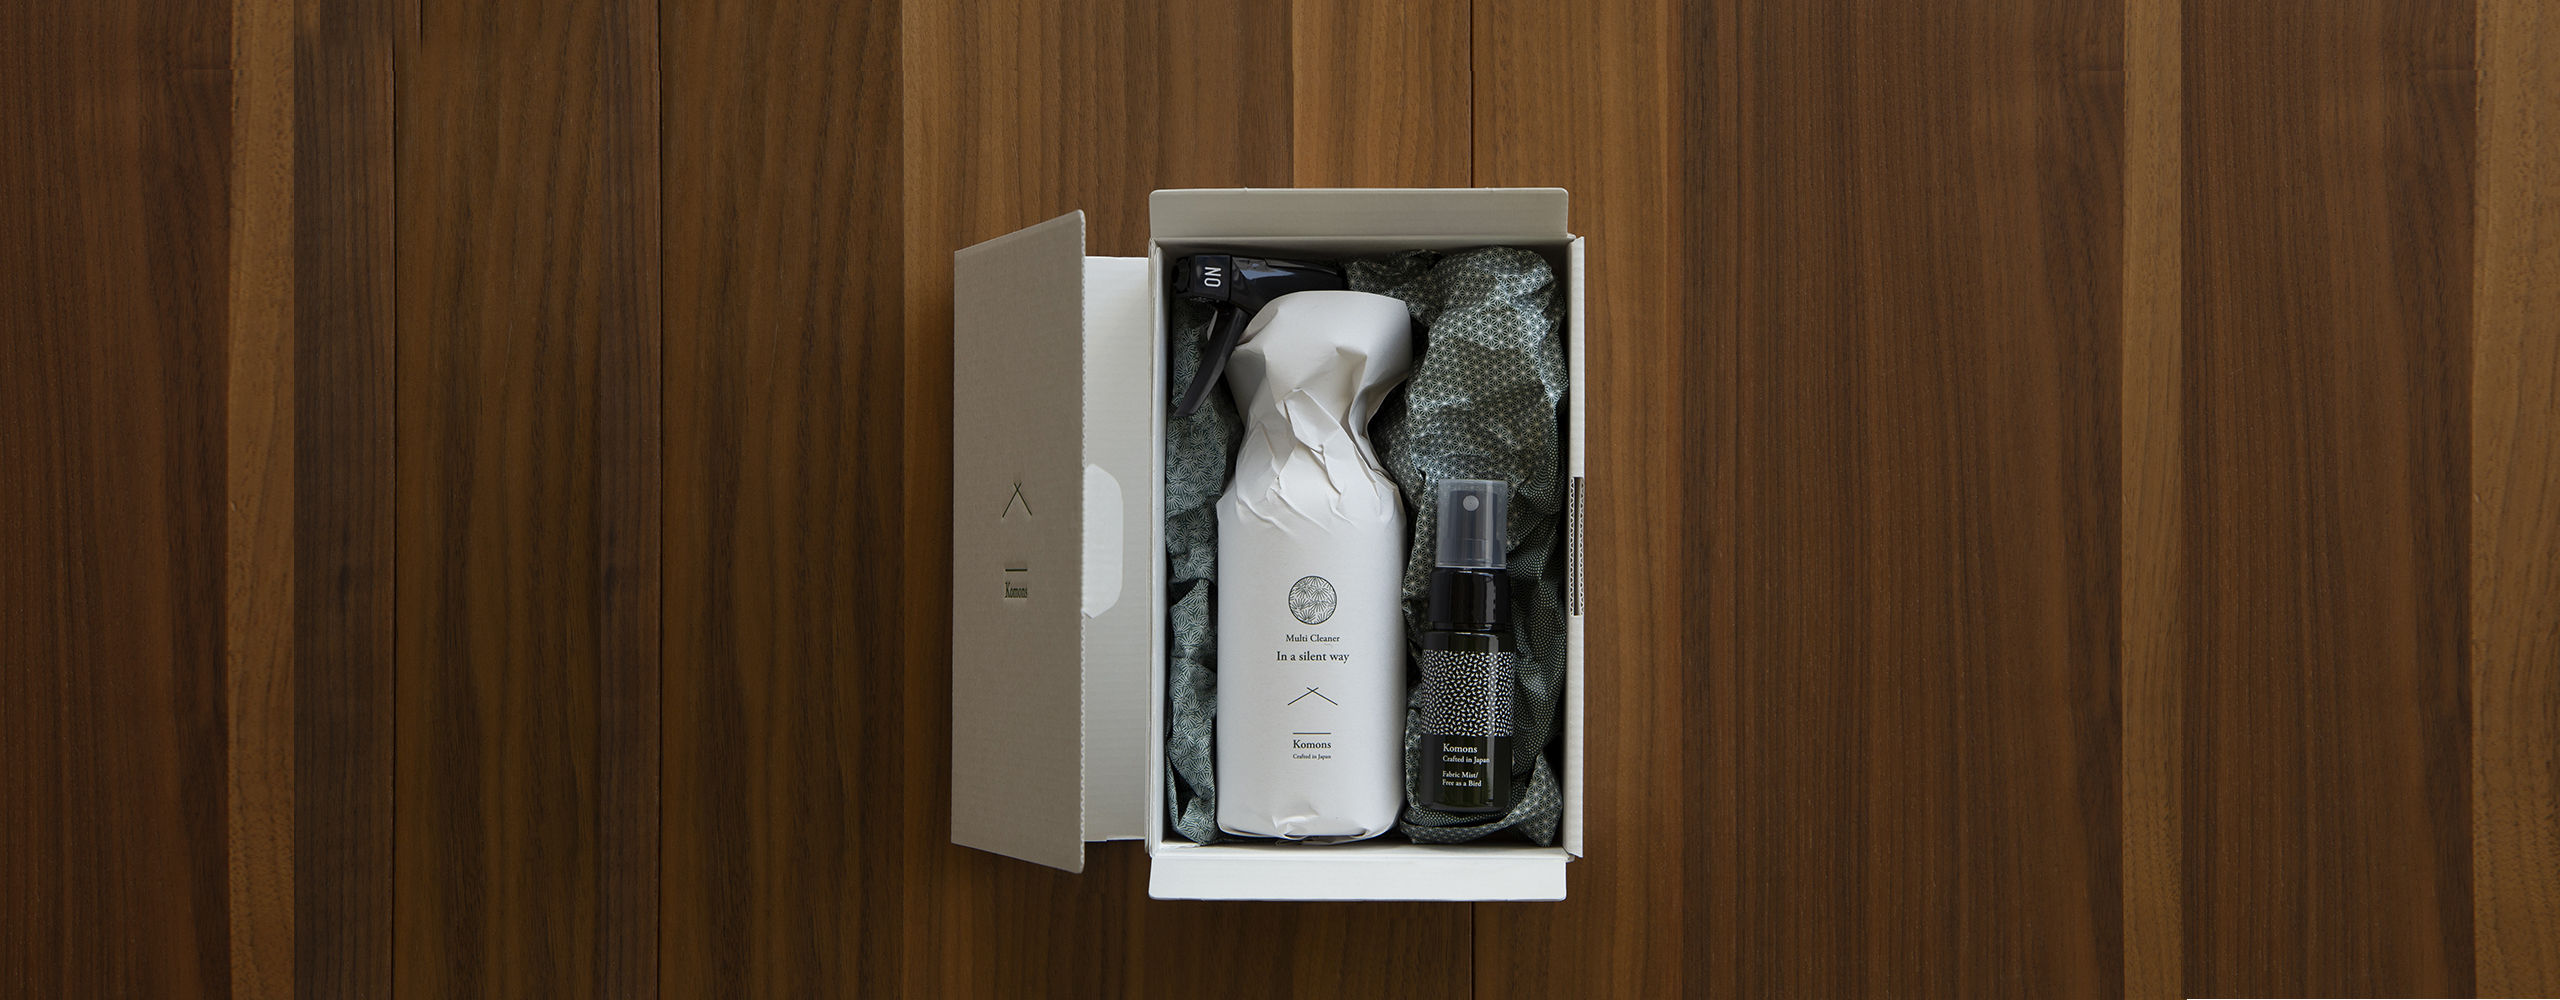 Komons
ON
Multi Cleaner
In a silent way
Komons
Crafted in Japan
Komons
Crafted in Japan
Fabric Mist/
Free as a Bird